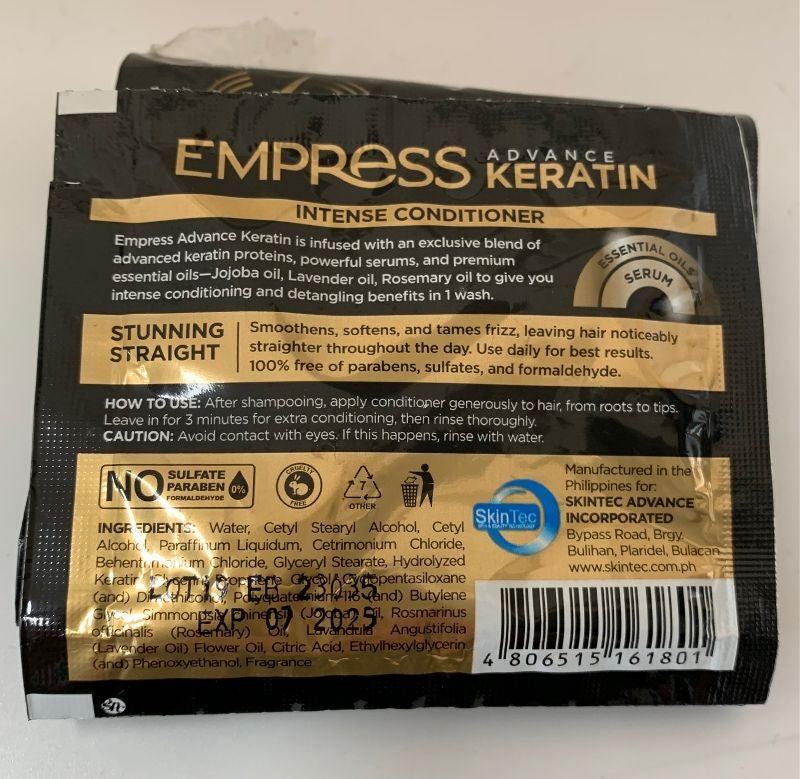 EMPRESS ADVANCE KERATIN
INTENSE CONDITIONER
Empress Advance Keratin is infused with an exclusive blend of
advanced keratin proteins, powerful serums, and premium
essential oils—Jojoba oil, Lavender oil, Rosemary oil to give you
intense conditioning and detangling benefits in 1 wash.
ESSENTIAL OILS
SERUM
STUNNING
STRAIGHT
Smoothens, softens, and tames frizz, leaving hair noticeably
straighter throughout the day. Use daily for best results.
100% free of parabens, sulfates, and formaldehyde.
HOW TO USE: After shampooing, apply conditioner generously to hair, from roots to tips.
Leave in for 3 minutes for extra conditioning, then rinse thoroughly.
CAUTION: Avoid contact with eyes. If this happens, rinse with water.
NO SULFATE
PARABEN
FORMALDEHYDE
0%
CRUELTY
FREE
7
OTHER
INGREDIENTS: Water, Cetyl Stearyl Alcohol, Cetyl
Alcohol, Paraffinum Liquidum, Cetrimonium Chloride,
Behentrimonium Chloride, Glyceryl Stearate, Hydrolyzed
Keratin, Cyclopentasiloxane
(and) Butylene
Glycol, Simmondsia Chinensis (Jojoba) Oil, Rosmarinus
officinalis (Rosemary) Oil, Lavandula Angustifolia
(Lavender Oil) Flower Oil, Citric Acid, Ethylhexylglycerin
(and) Phenoxyethanol, Fragrance
EXP 07 2025
SkinTec
Manufactured in the
Philippines for:
SKINTEC ADVANCE
INCORPORATED
Bypass Road, Brgy.
Bulihan, Plaridel, Bulacan
www.skintec.com.ph
4 806515 161801